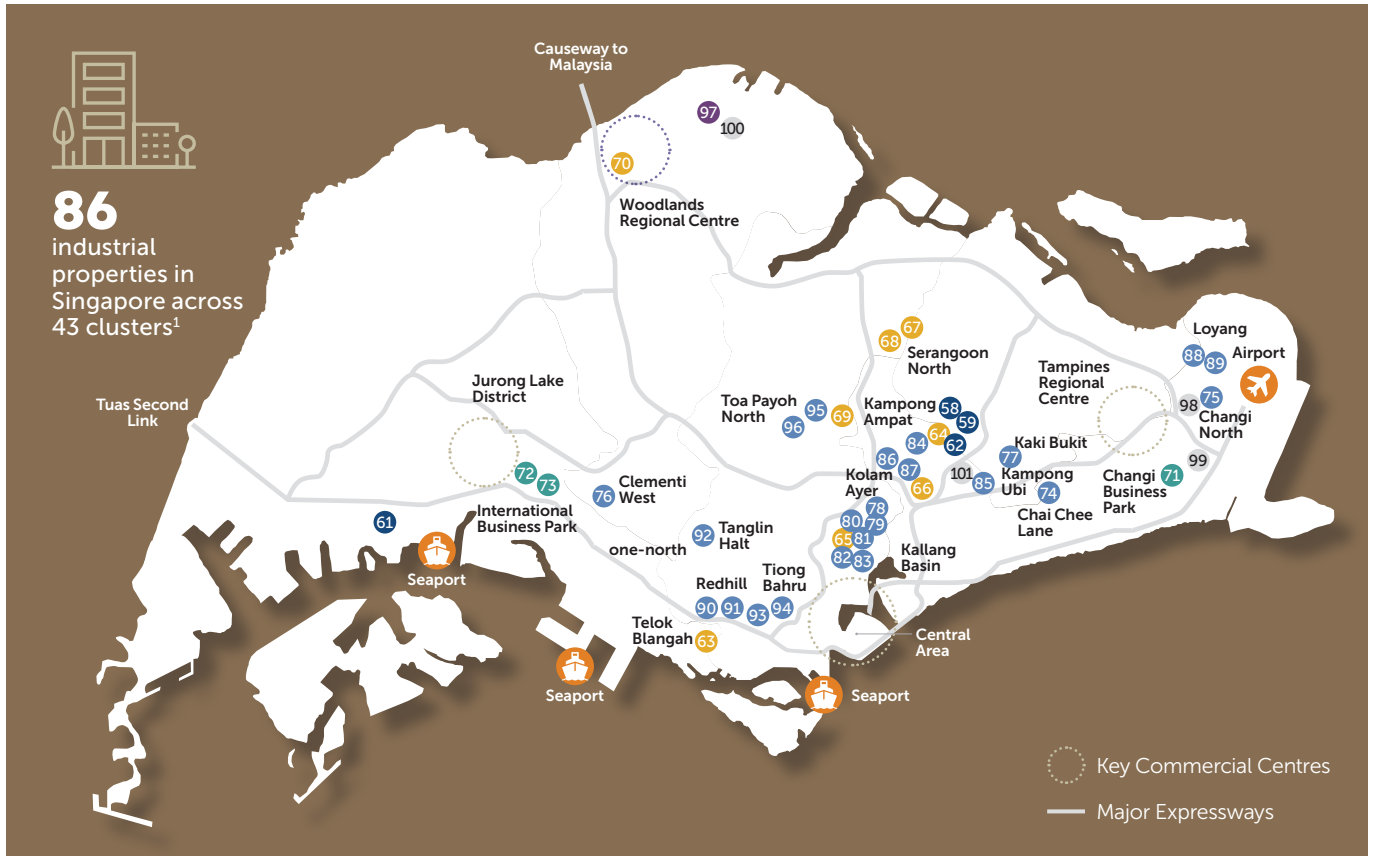 Causeway to
Malaysia
86
industrial
properties in
Singapore across
43 clusters1
97
100
70
Woodlands
Regional Centre
Tuas Second
Link
Jurong Lake
District
67
68
Serangoon
North
Toa Payoh
North
95
96
69
Kampong
Ampat
58
59
64
62
84
86
87
66
Kolam
Ayer
101
85
77
Kaki Bukit
Kampong
Ubi
74
Chai Chee
Lane
Tampines
Regional
Centre
Loyang
88
89
Airport
98
75
Changi
North
99
Changi
Business
Park
71
72
73
International
Business Park
76
Clementi
West
61
Seaport
92
Tanglin
Halt
one-north
78
80
79
65
81
82
83
Kallang
Basin
Redhill
90
91
Tiong
Bahru
93
94
Telok
Blangah
63
Central
Area
Seaport
Seaport
Key Commercial Centres
Major Expressways